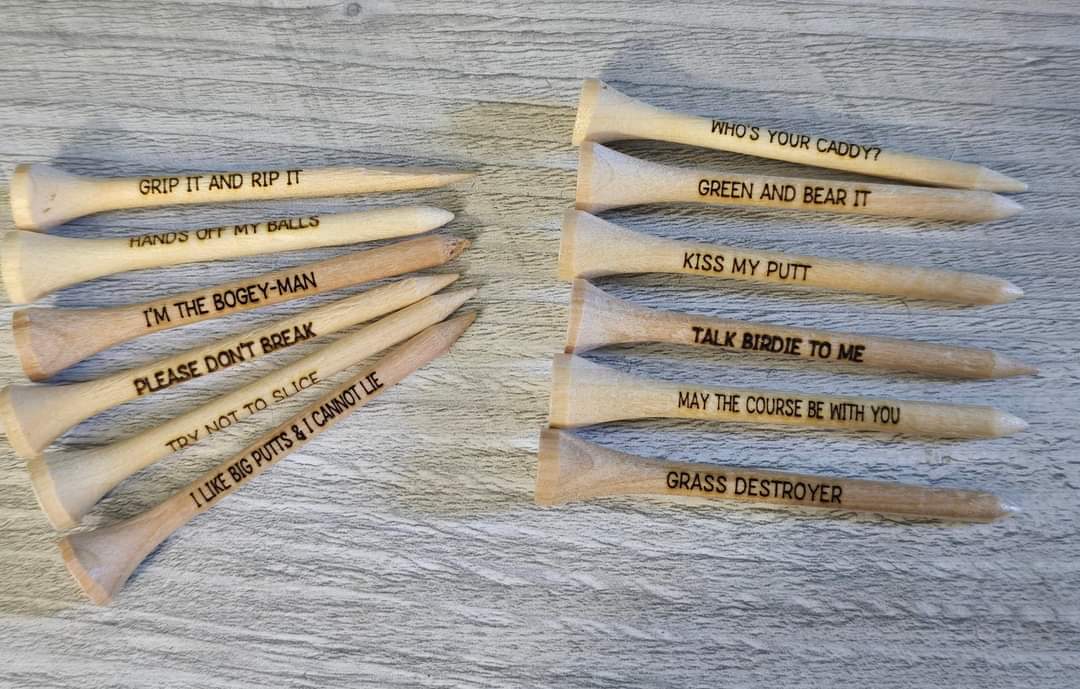 GRIP IT AND RIP IT
HANDS OFF MY BALLS
I'M THE BOGEY-MAN
PLEASE DON'T BREAK
TRY NOT TO SLICE
I LIKE BIG PUTTS & I CANNOT LIE
WHO'S YOUR CADDY?
GREEN AND BEAR IT
KISS MY PUTT
TALK BIRDIE TO ME
MAY THE COURSE BE WITH YOU
GRASS DESTROYER